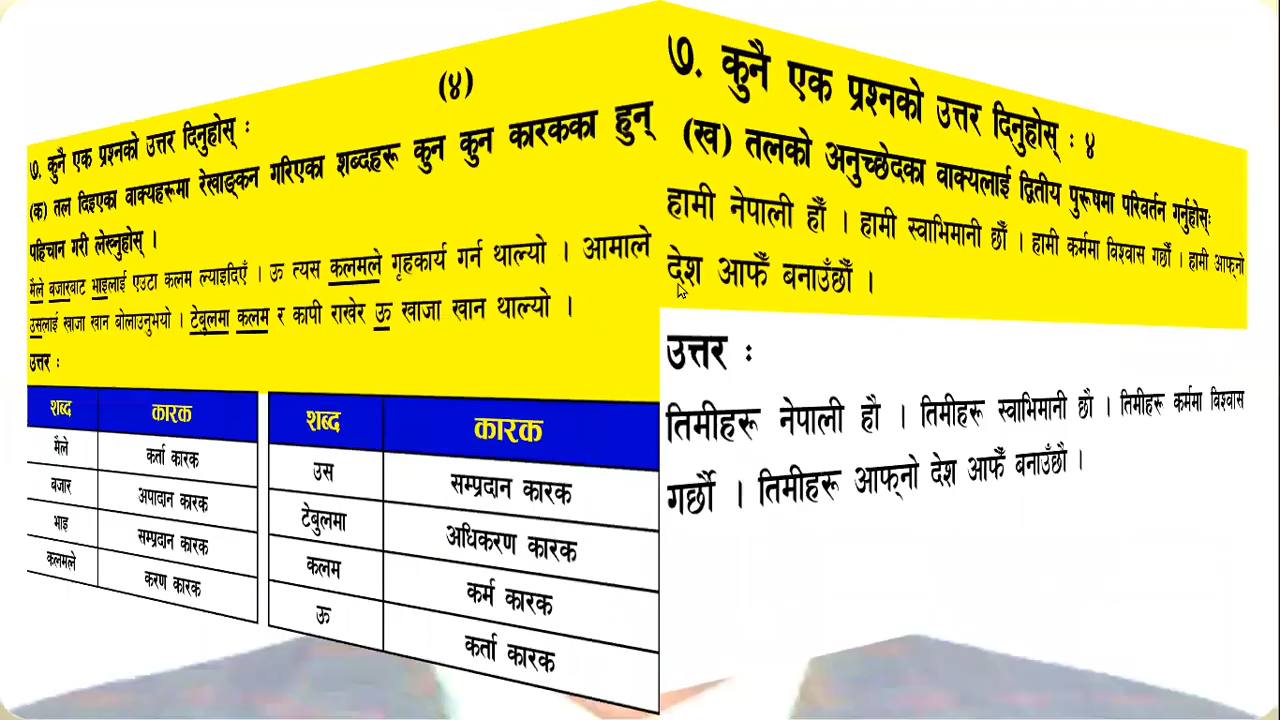 (४)
७. कुनै एक प्रश्नको उत्तर दिनुहोस् :
(क) तल दिइएका वाक्यहरूमा रेखाङ्कन गरिएका शब्दहरू कुन कुन कारकका हुन्
पहिचान गरी लेख्नुहोस् ।
मैले बजारबाट भाइलाई एउटा कलम ल्याइदिएँ । ऊ त्यस कलमले गृहकार्य गर्न थाल्यो । आमाले
उसलाई खाजा खान बोलाउनुभयो । टेबुलमा कलम र कापी राखेर ऊ खाजा खान थाल्यो ।
उत्तर :
शब्द कारक
मैले कर्ता कारक
बजार अपादान कारक
भाइ सम्प्रदान कारक
कलमले करण कारक
शब्द कारक
उस सम्प्रदान कारक
टेबुलमा अधिकरण कारक
कलम कर्म कारक
ऊ कर्ता कारक
७. कुनै एक प्रश्नको उत्तर दिनुहोस् : ४
(ख) तलको अनुच्छेदका वाक्यलाई द्वितीय पुरूषमा परिवर्तन गर्नुहोस्ः
हामी नेपाली हौँ । हामी स्वाभिमानी छौँ । हामी कर्ममा विश्वास गर्छौँ । हामी आफ्नो
देश आफैँ बनाउँछौँ ।
उत्तर :
तिमीहरू नेपाली हौ । तिमीहरू स्वाभिमानी छौ । तिमीहरू कर्ममा विश्वास
गर्छौ । तिमीहरू आफ्नो देश आफैँ बनाउँछौ ।